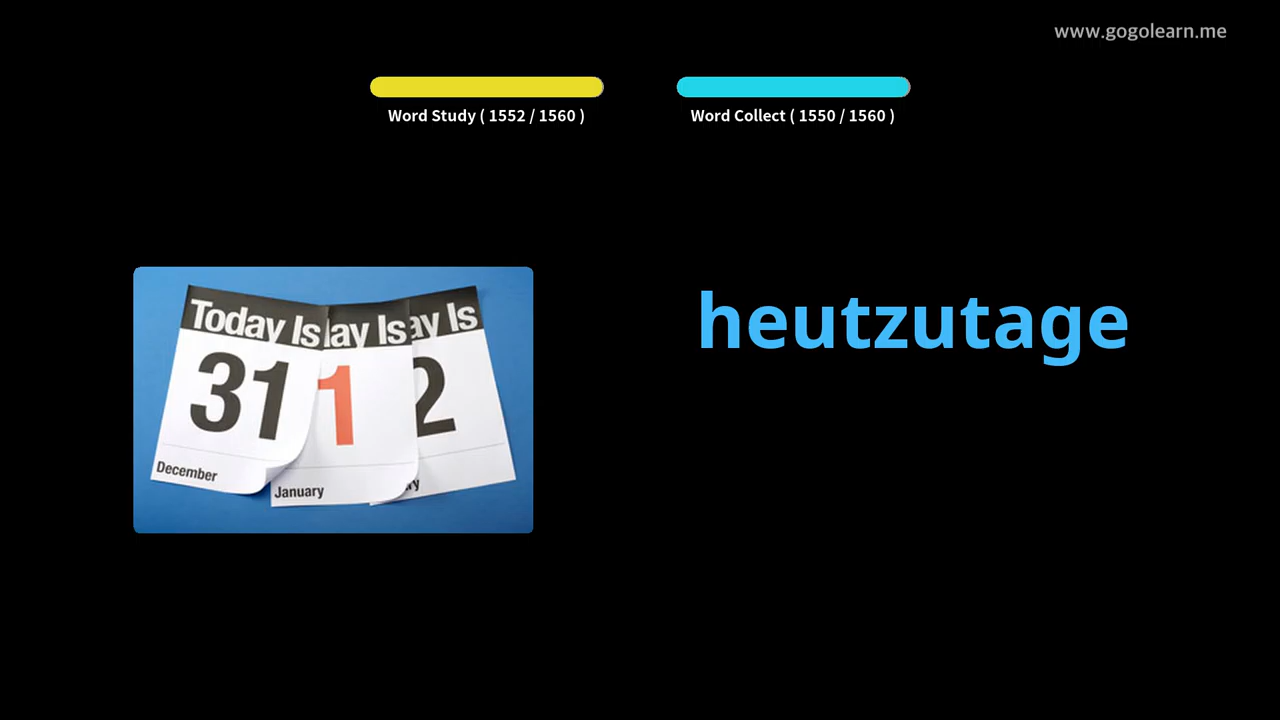 www.gogolearn.me
Word Study ( 1552 / 1560 )
Word Collect ( 1550 / 1560 )
heutzutage
Today Is
ay Is
ay Is
31
1
2
December
January
ry